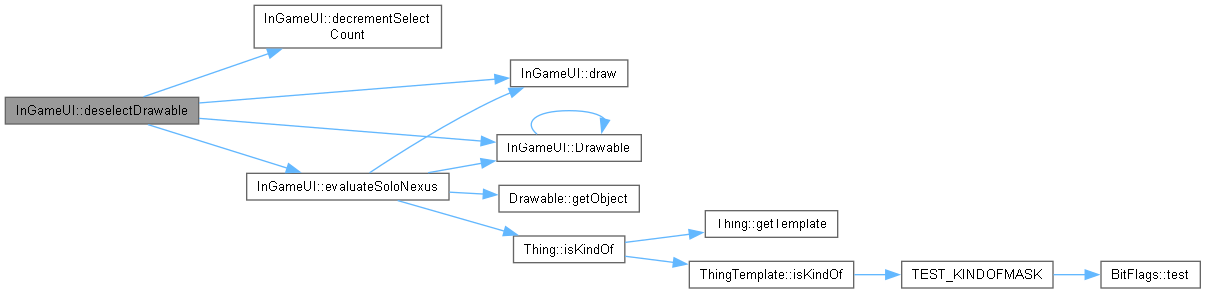 InGameUI::decrementSelect
Count
InGameUI::draw
InGameUI::deselectDrawable
InGameUI::Drawable
InGameUI::evaluateSoloNexus
Drawable::getObject
Thing::getTemplate
Thing::isKindOf
ThingTemplate::isKindOf
TEST_KINDOFMASK
BitFlags::test